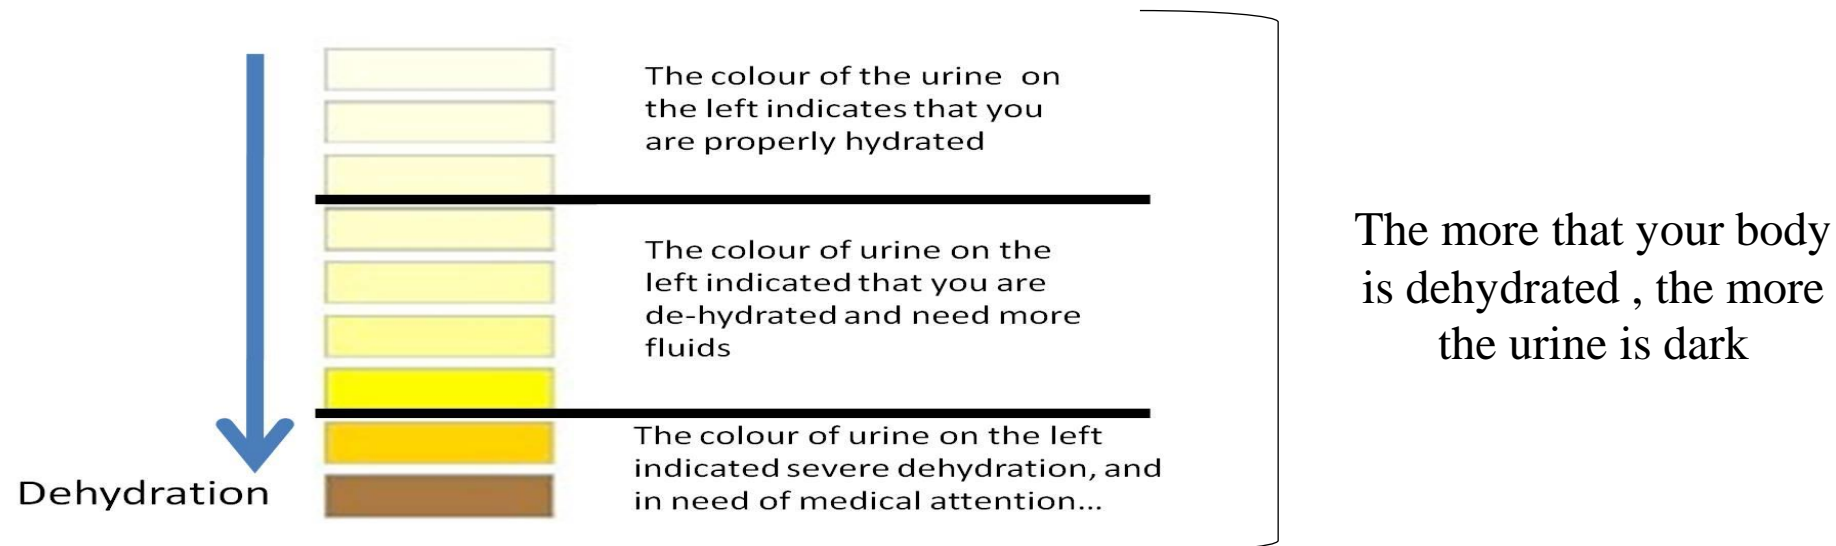 The colour of the urine on
the left indicates that you
are properly hydrated
The colour of urine on the
left indicated that you are
de-hydrated and need more
fluids
The colour of urine on the left
indicated severe dehydration, and
in need of medical attention...
Dehydration
The more that your body
is dehydrated , the more
the urine is dark